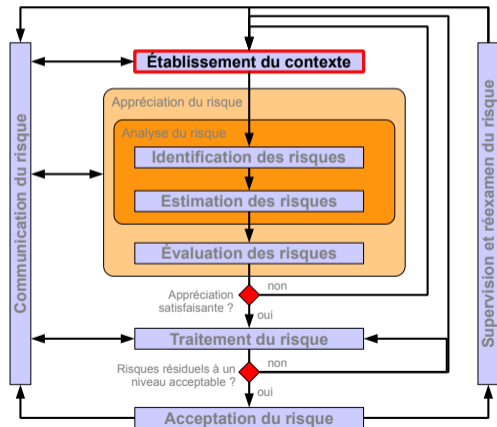 Établissement du contexte
Appréciation du risque
Analyse du risque
Identification des risques
Estimation des risques
Évaluation des risques
Appréciation
satisfaisante ?
non
oui
Traitement du risque
Risques résiduels à un
niveau acceptable ?
non
oui
Acceptation du risque
Communication du risque
Supervision et réexamen du risque